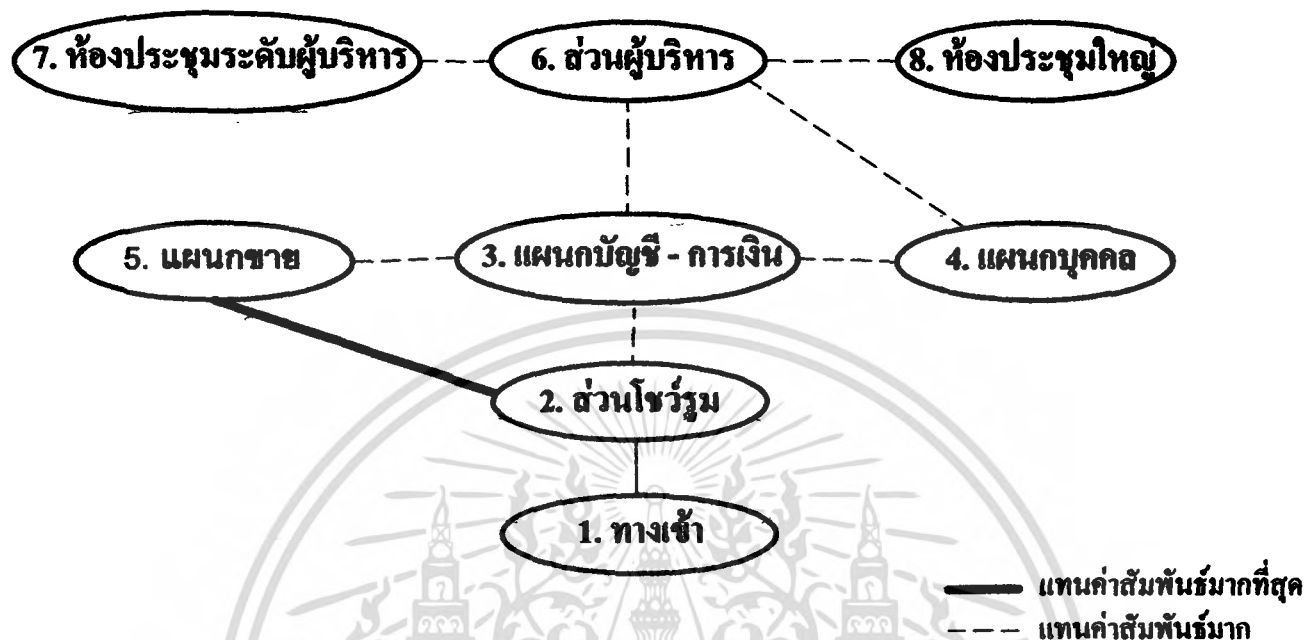 7. ห้องประชุมระดับผู้บริหาร
6. ส่วนผู้บริหาร
8. ห้องประชุมใหญ่
5. แผนกขาย
3. แผนกบัญชี - การเงิน
4. แผนกบุคคล
2. ส่วนโชว์รูม
1. ทางเข้า
แทนค่าสัมพันธ์มากที่สุด
แทนค่าสัมพันธ์มาก